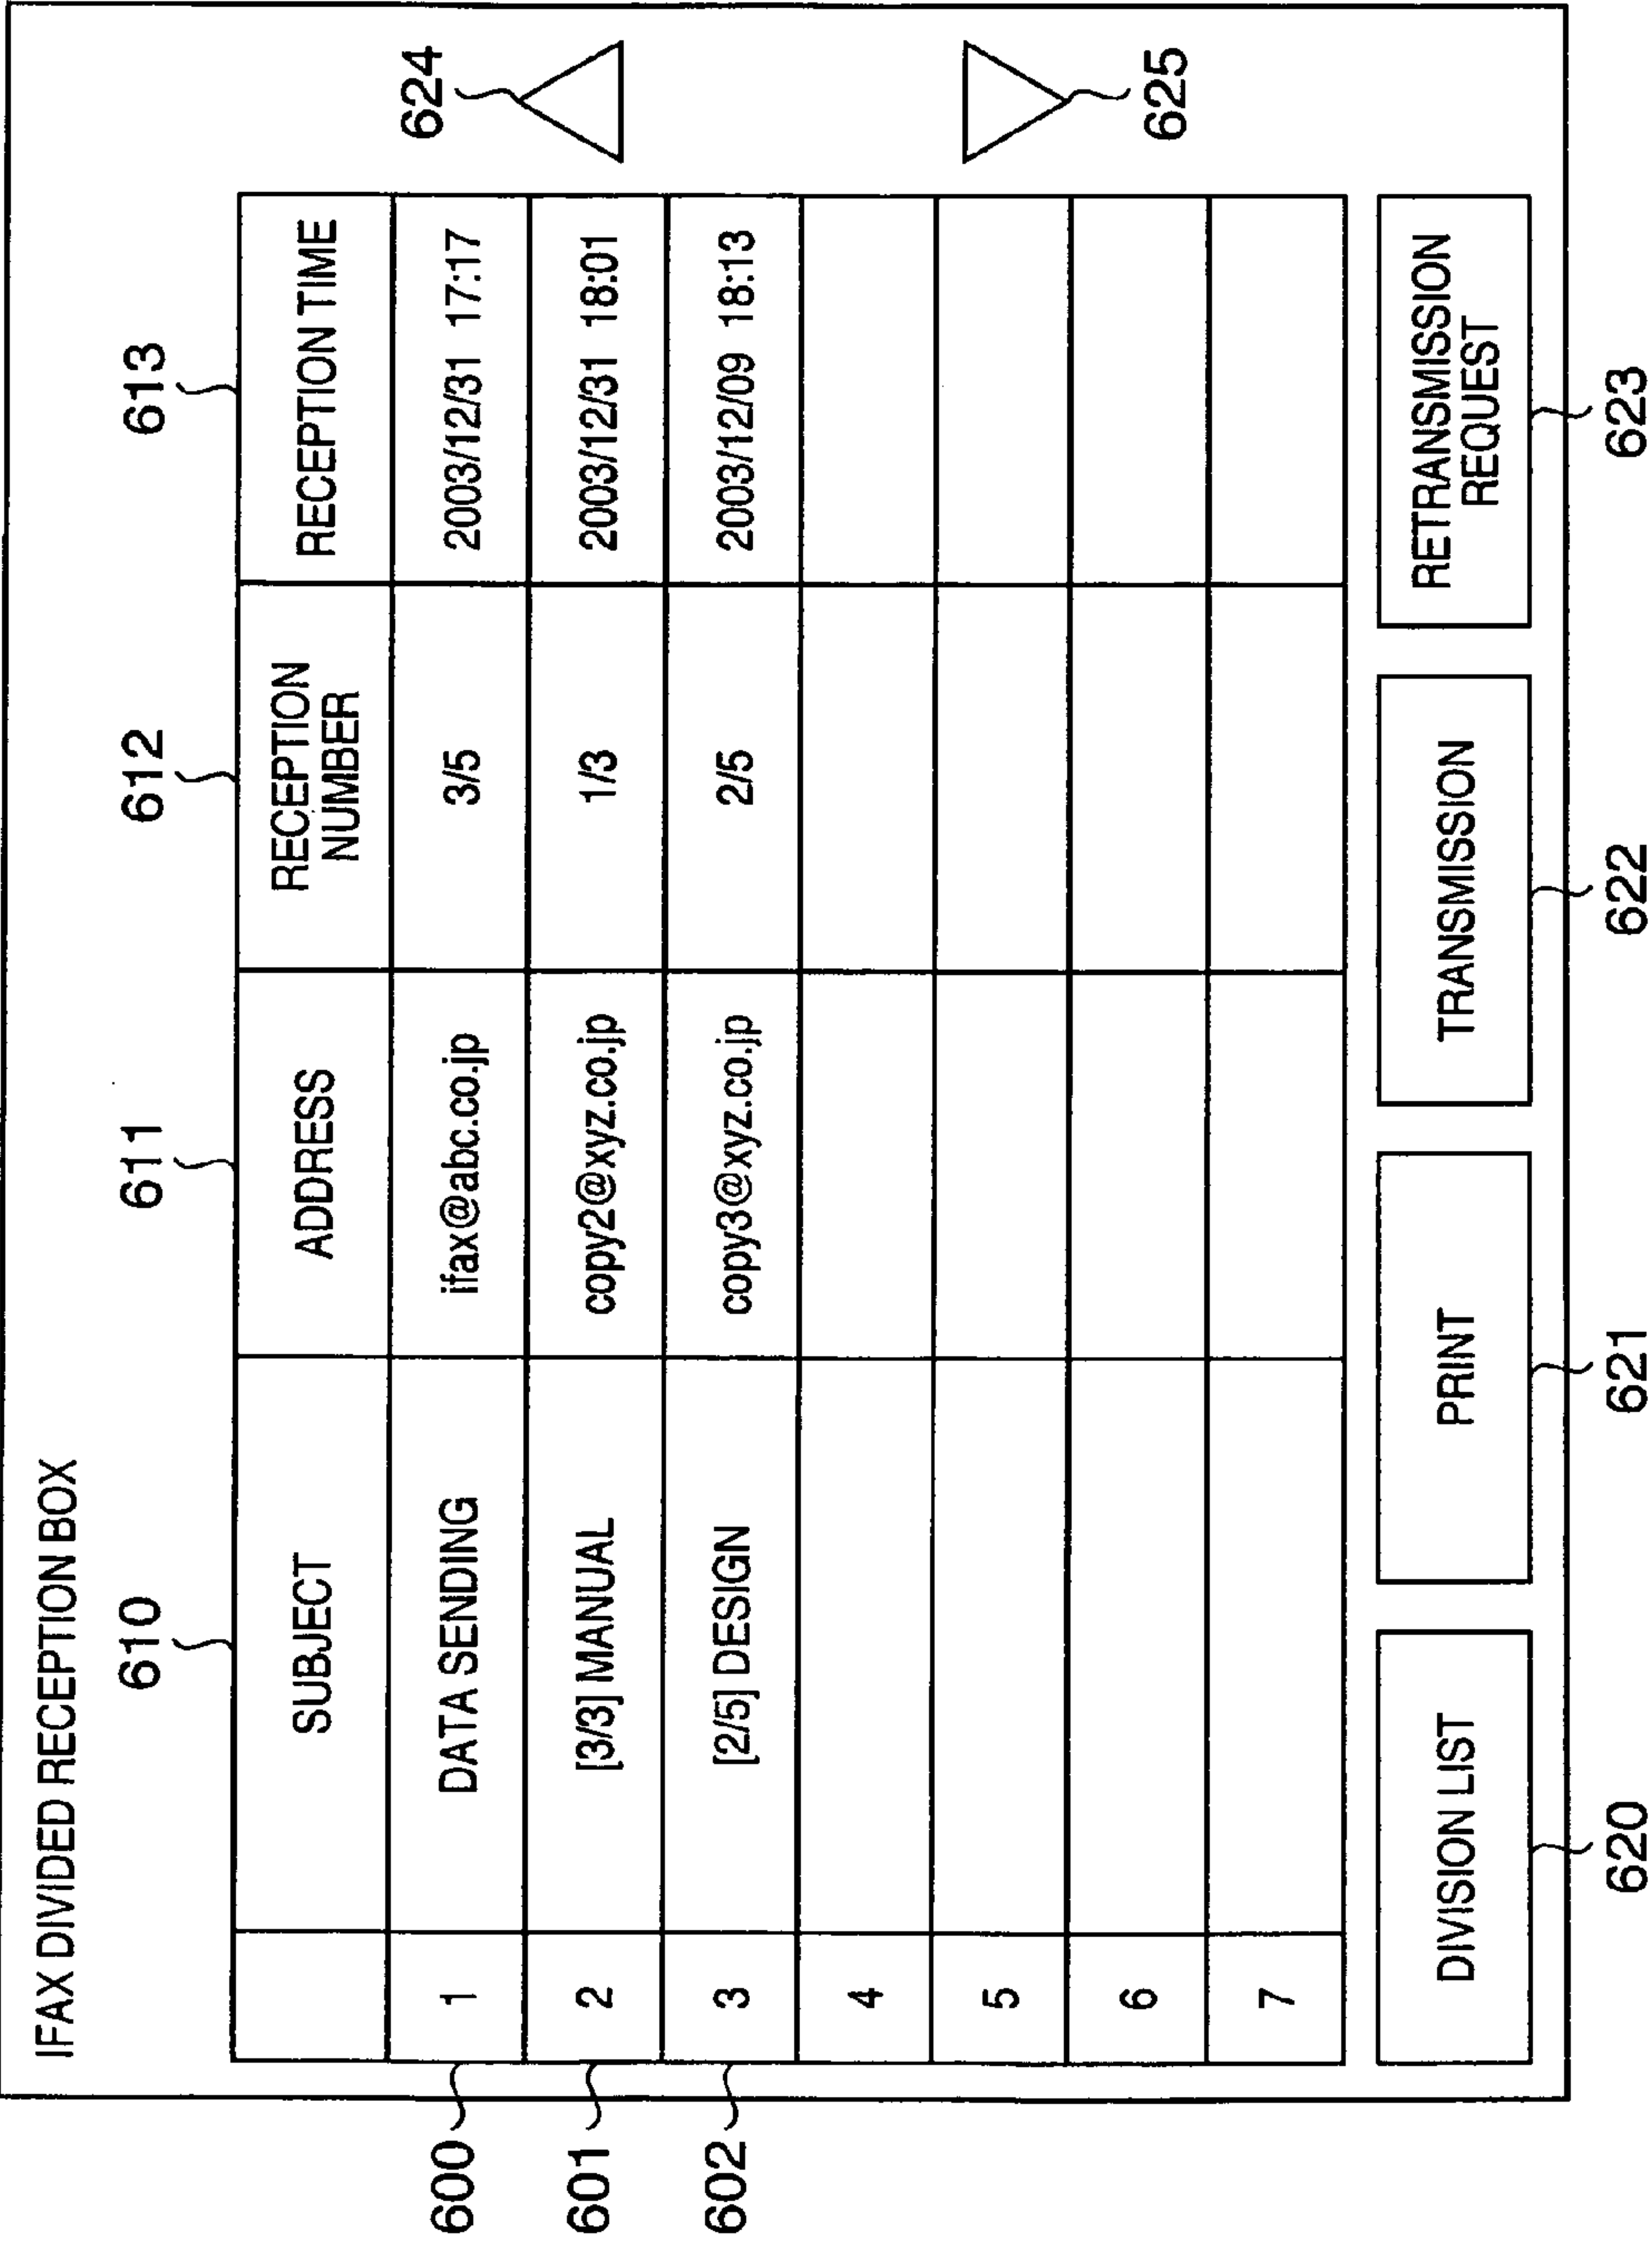 IFAX DIVIDED RECEPTION BOX
610 611 612 613
SUBJECT ADDRESS RECEPTION NUMBER RECEPTION TIME
600 1 DATA SENDING ifax@abc.co.jp 3/5 2003/12/31 17:17
601 2 [3/3] MANUAL copy2@xyz.co.jp 1/3 2003/12/31 18:01
602 3 [2/5] DESIGN copy3@xyz.co.jp 2/5 2003/12/09 18:13
4
5
6
7
624
625
DIVISION LIST PRINT TRANSMISSION RETRANSMISSION REQUEST
620 621 622 623